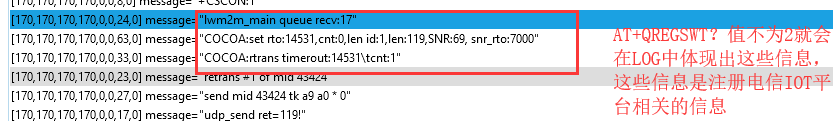 [170,170,170,170,0,0,8,0] message="+CSCON:1"
[170,170,170,170,0,0,24,0] message="lwm2m_main queue recv:17"
[170,170,170,170,0,0,63,0] message="COCOA:set rto:14531,cnt:0,len id:1,len:119,SNR:69, snr_rto:7000"
[170,170,170,170,0,0,33,0] message="COCOA:rtrans timeout:14531\tcnt:1"
[170,170,170,170,0,0,23,0] message="retrans #1 of mid 43424"
[170,170,170,170,0,0,27,0] message="send mid 43424 tk a9 a0 * 0"
[170,170,170,170,0,0,17,0] message="udp_send ret=119!"
AT+QREGSWT？值不为2就会
在LOG中体现出这些信息，
这些信息是注册电信IOT平
台相关的信息